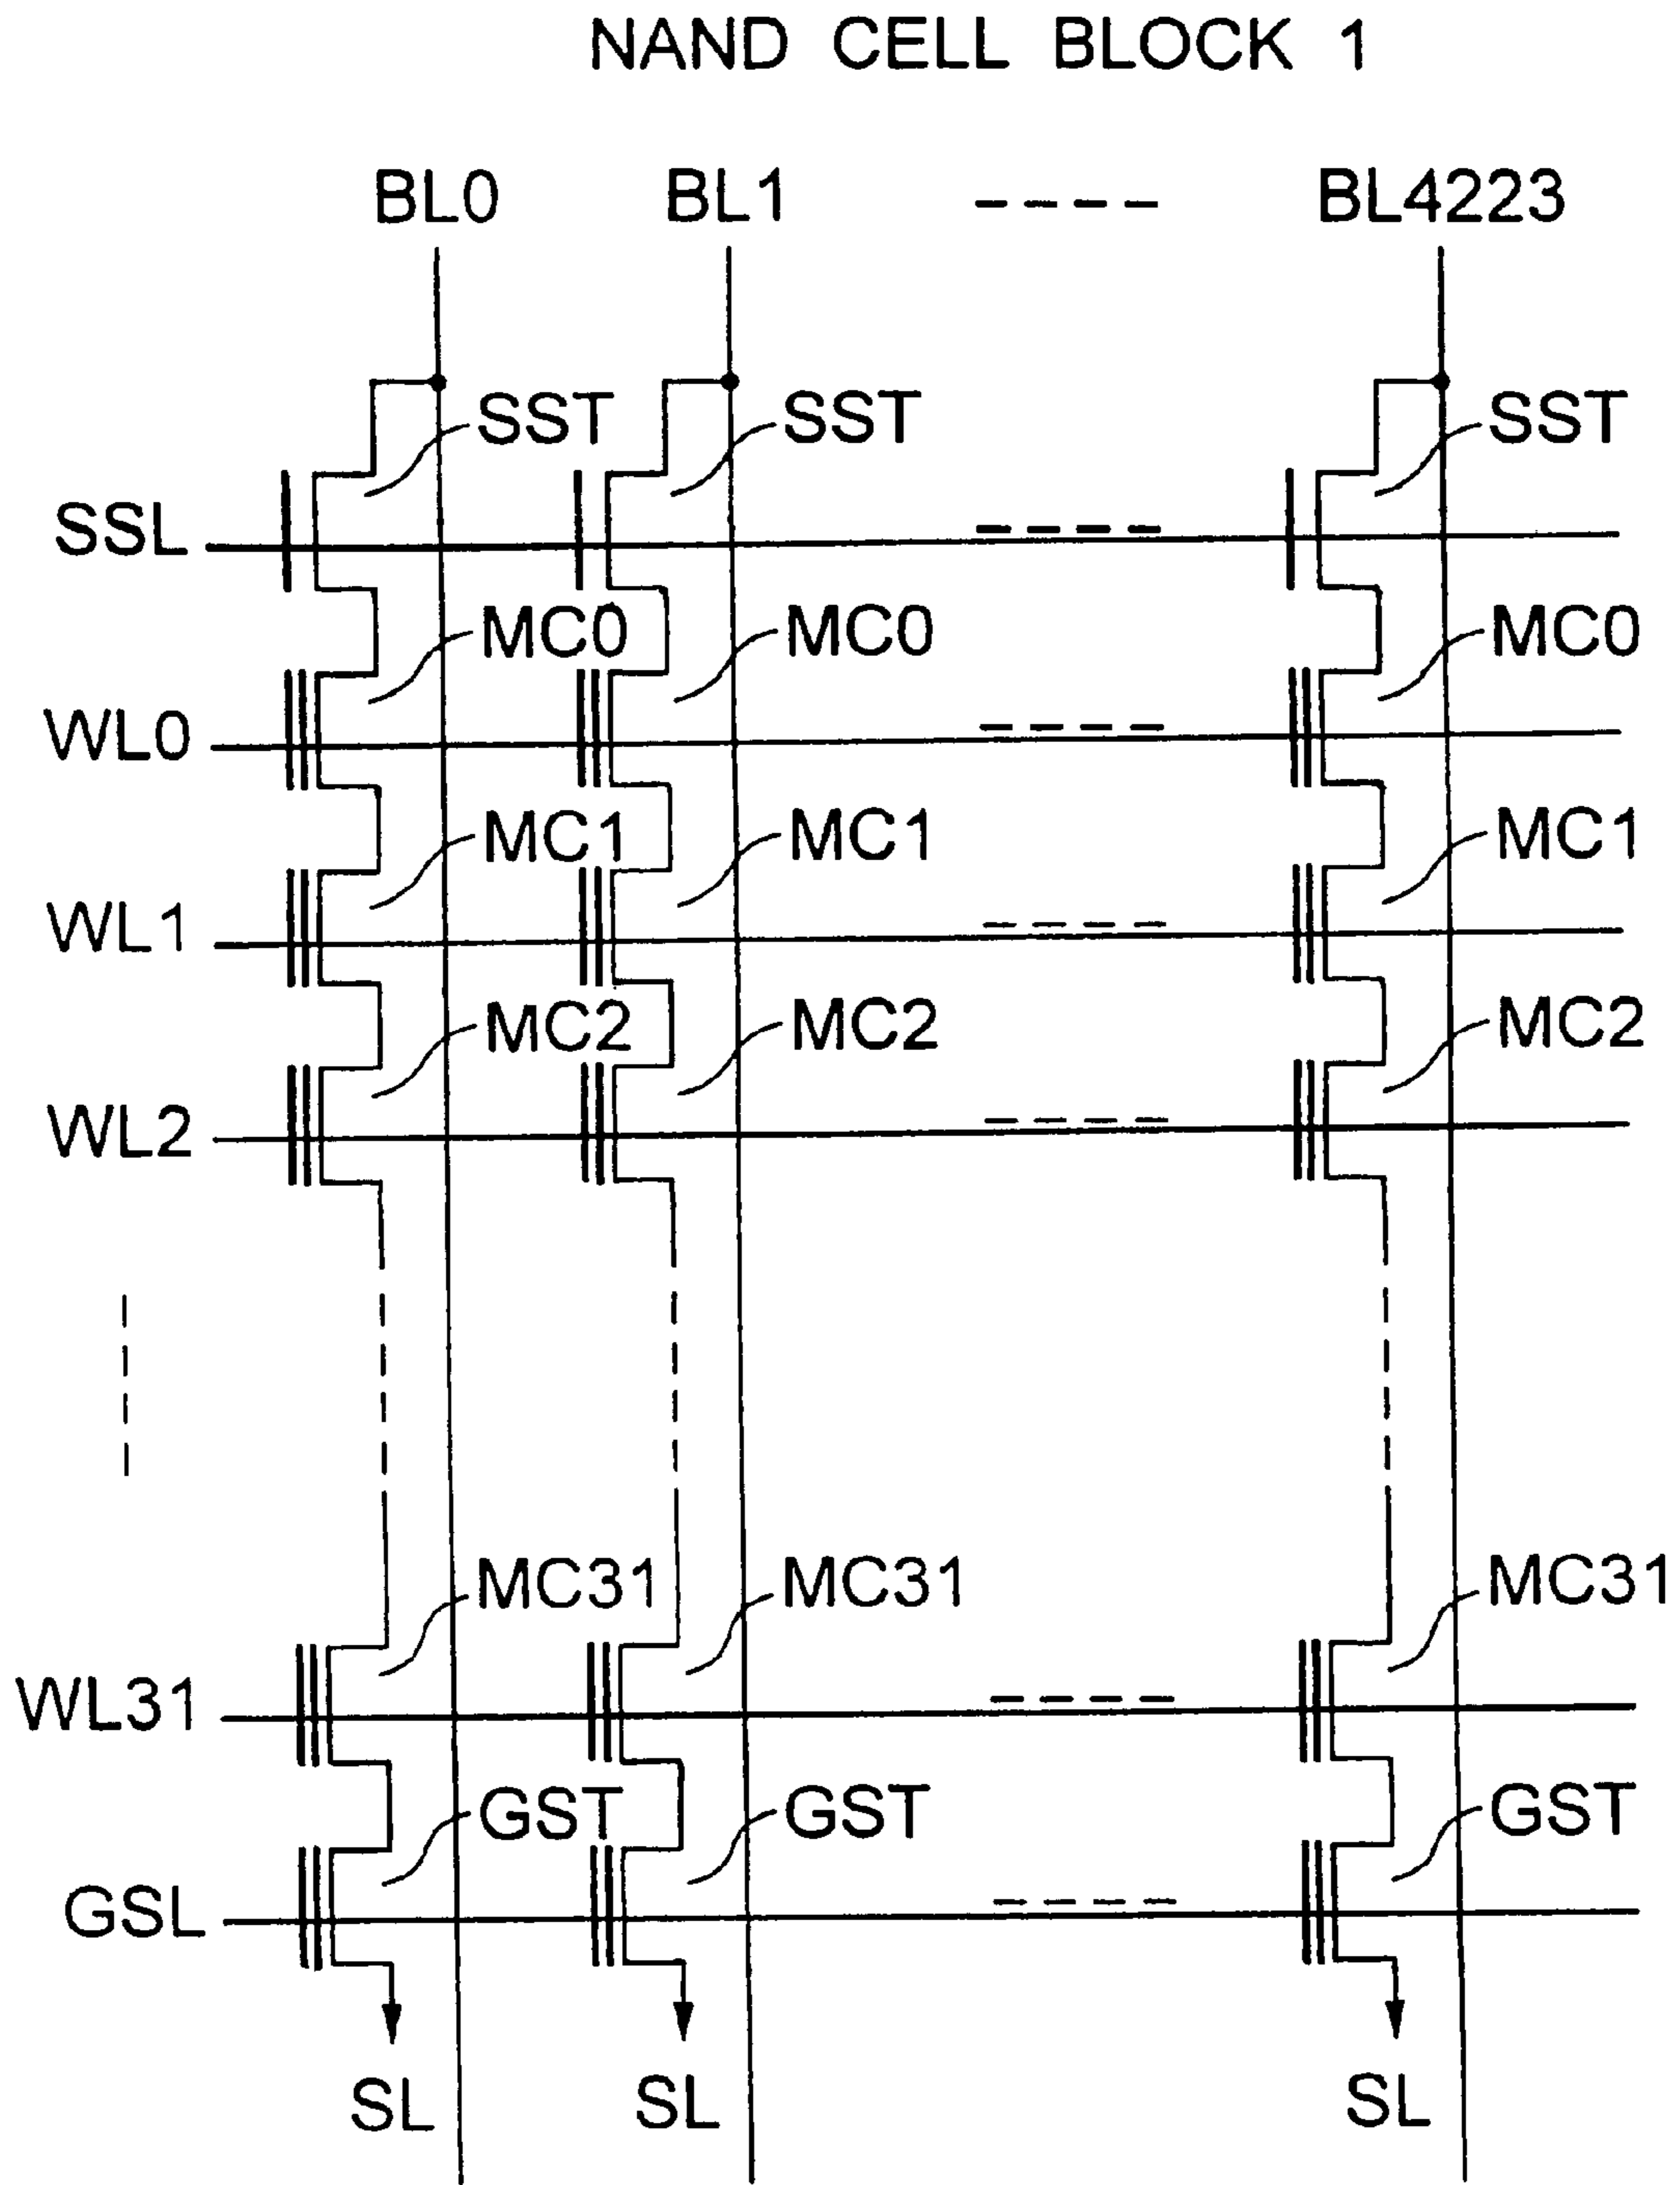 NAND CELL BLOCK 1
BL0 BL1 BL4223
SST SST SST
SSL
MC0 MC0 MC0
WL0
MC1 MC1 MC1
WL1
MC2 MC2 MC2
WL2
MC31 MC31 MC31
WL31
GST GST GST
GSL
SL SL SL